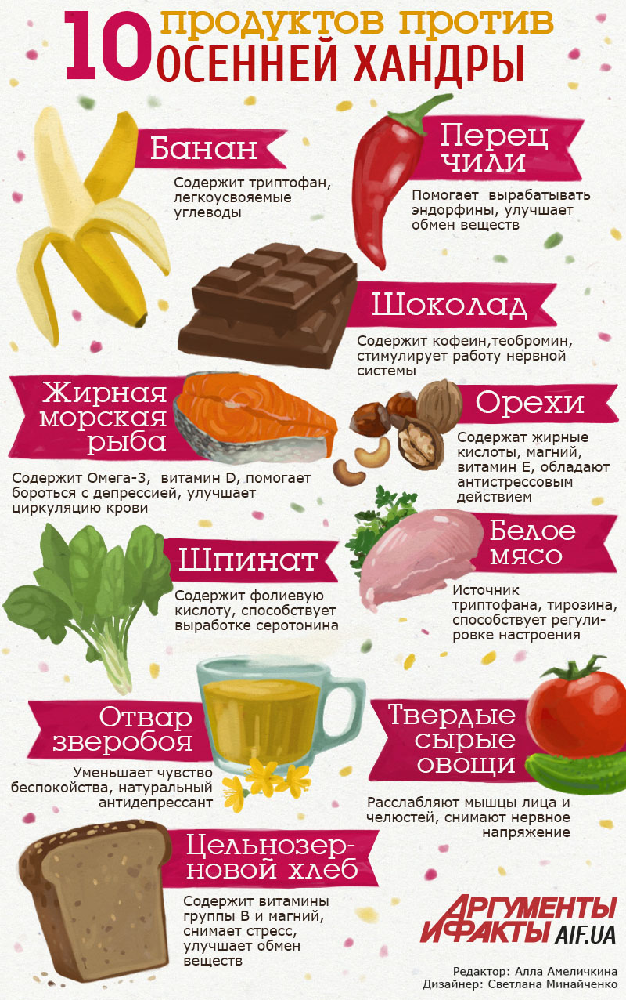 10 продуктов против
осенней хандры
Банан
Содержит триптофан,
легкоусвояемые
углеводы
Перец
чили
Помогает вырабатывать
эндорфины, улучшает
обмен веществ
Шоколад
Содержит кофеин,теобромин,
стимулирует работу нервной
системы
Жирная
морская
рыба
Содержит Омега-3, витамин D, помогает
бороться с депрессией, улучшает
циркуляцию крови
Орехи
Содержат жирные
кислоты, магний,
витамин Е, обладают
антистрессовым
действием
Шпинат
Содержит фолиевую
кислоту, способствует
выработке серотонина
Белое
мясо
Источник
триптофана, тирозина,
способствует регули-
ровке настроения
Отвар
зверобоя
Уменьшает чувство
беспокойства, натуральный
антидепрессант
Твердые
сырые
овощи
Расслабляют мышцы лица и
челюстей, снимают нервное
напряжение
Цельнозер-
новой хлеб
Содержит витамины
группы В и магний,
снимает стресс,
улучшает обмен
веществ
Аргументы
и факты AIF.UA
Редактор: Алла Амеличкина
Дизайнер: Светлана Минайченко